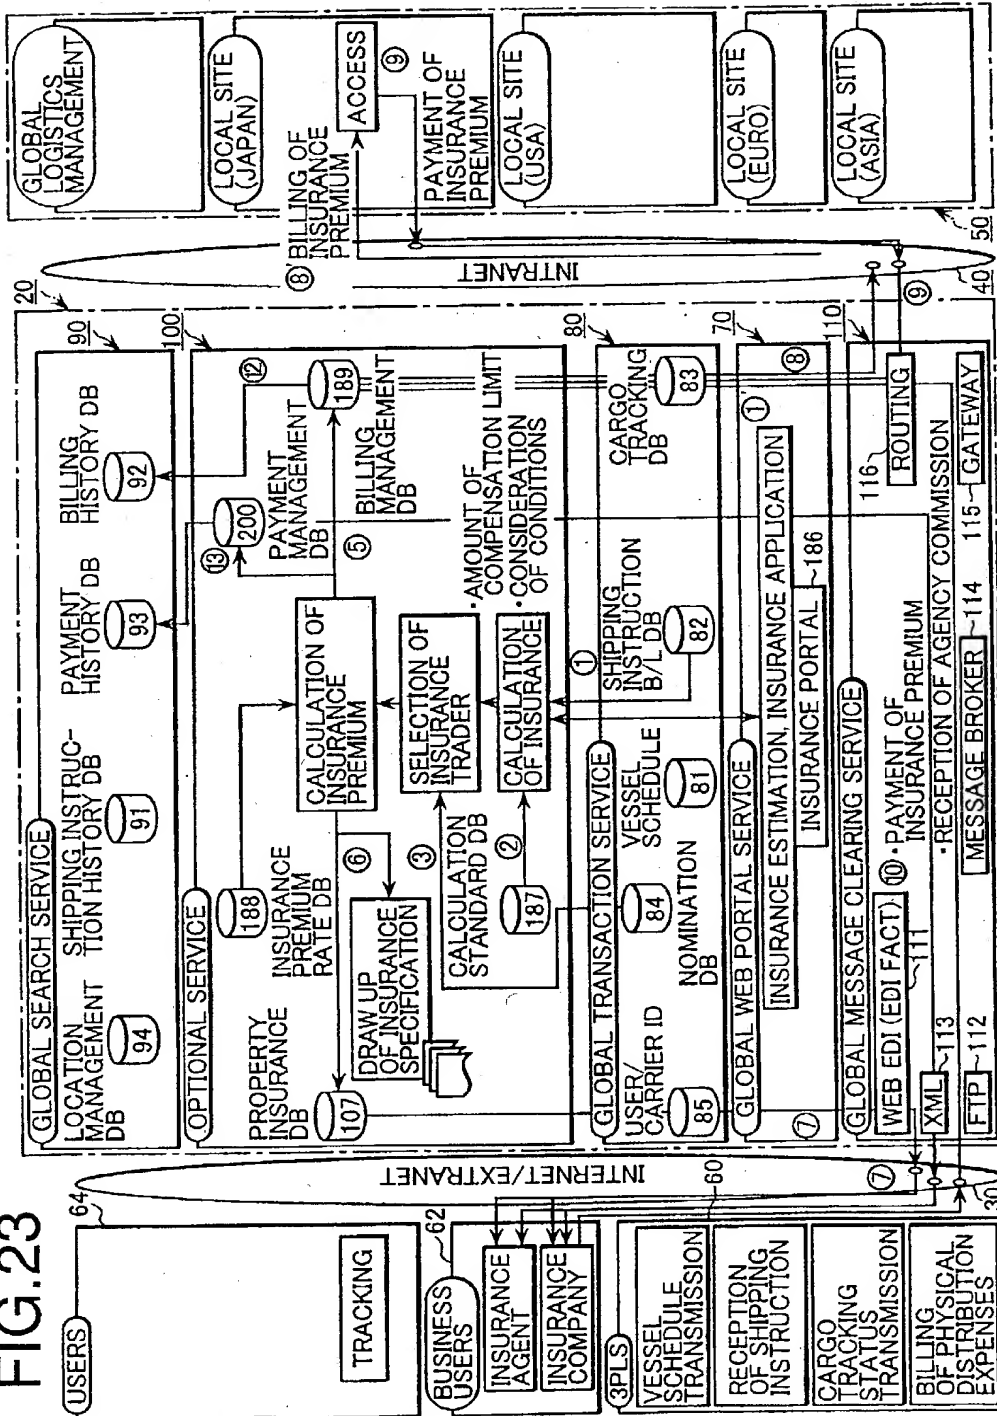 FIG.23
USERS
64
TRACKING
BUSINESS
USERS
62
INSURANCE
AGENT
INSURANCE
COMPANY
3PLS
60
VESSEL
SCHEDULE
TRANSMISSION
RECEPTION
OF SHIPPING
INSTRUCTION
CARGO
TRACKING
STATUS
TRANSMISSION
BILLING
OF PHYSICAL
DISTRIBUTION
EXPENSES
INTERNET/EXTRANET
⑦
30
20
GLOBAL SEARCH SERVICE
90
LOCATION
MANAGEMENT
DB
94
SHIPPING INSTRUC-
TION HISTORY DB
91
PAYMENT
HISTORY DB
93
BILLING
HISTORY DB
92
OPTIONAL SERVICE
100
PROPERTY
INSURANCE
DB
107
188
INSURANCE
PREMIUM
RATE DB
⑥
DRAW UP
OF INSURANCE
SPECIFICATION
③
CALCULATION
STANDARD DB
187
②
CALCULATION OF
INSURANCE
PREMIUM
SELECTION OF
INSURANCE
TRADER
CALCULATION
OF INSURANCE
⑬
200
PAYMENT
MANAGEMENT
DB
⑤
⑫
189
BILLING
MANAGEMENT
DB
・AMOUNT OF
COMPENSATION LIMIT
・CONSIDERATION
OF CONDITIONS
GLOBAL TRANSACTION SERVICE
80
USER/
CARRIER ID
85
84
NOMINATION
DB
VESSEL
SCHEDULE
81
①
SHIPPING
INSTRUCTION
B/L DB
82
CARGO
TRACKING
DB
83
GLOBAL WEB PORTAL SERVICE
70
⑦
INSURANCE ESTIMATION, INSURANCE APPLICATION
①'
INSURANCE PORTAL
186
⑧
GLOBAL MESSAGE CLEARING SERVICE
110
WEB EDI (EDI FACT)
111
XML
113
FTP
112
⑩
・PAYMENT OF
INSURANCE PREMIUM
・RECEPTION OF AGENCY COMMISSION
MESSAGE BROKER
114
GATEWAY
115
ROUTING
116
INTRANET
40
⑨
⑧'
BILLING OF
INSURANCE
PREMIUM
50
GLOBAL
LOGISTICS
MANAGEMENT
LOCAL SITE
(JAPAN)
ACCESS
⑨
PAYMENT OF
INSURANCE
PREMIUM
LOCAL SITE
(USA)
LOCAL SITE
(EURO)
LOCAL SITE
(ASIA)